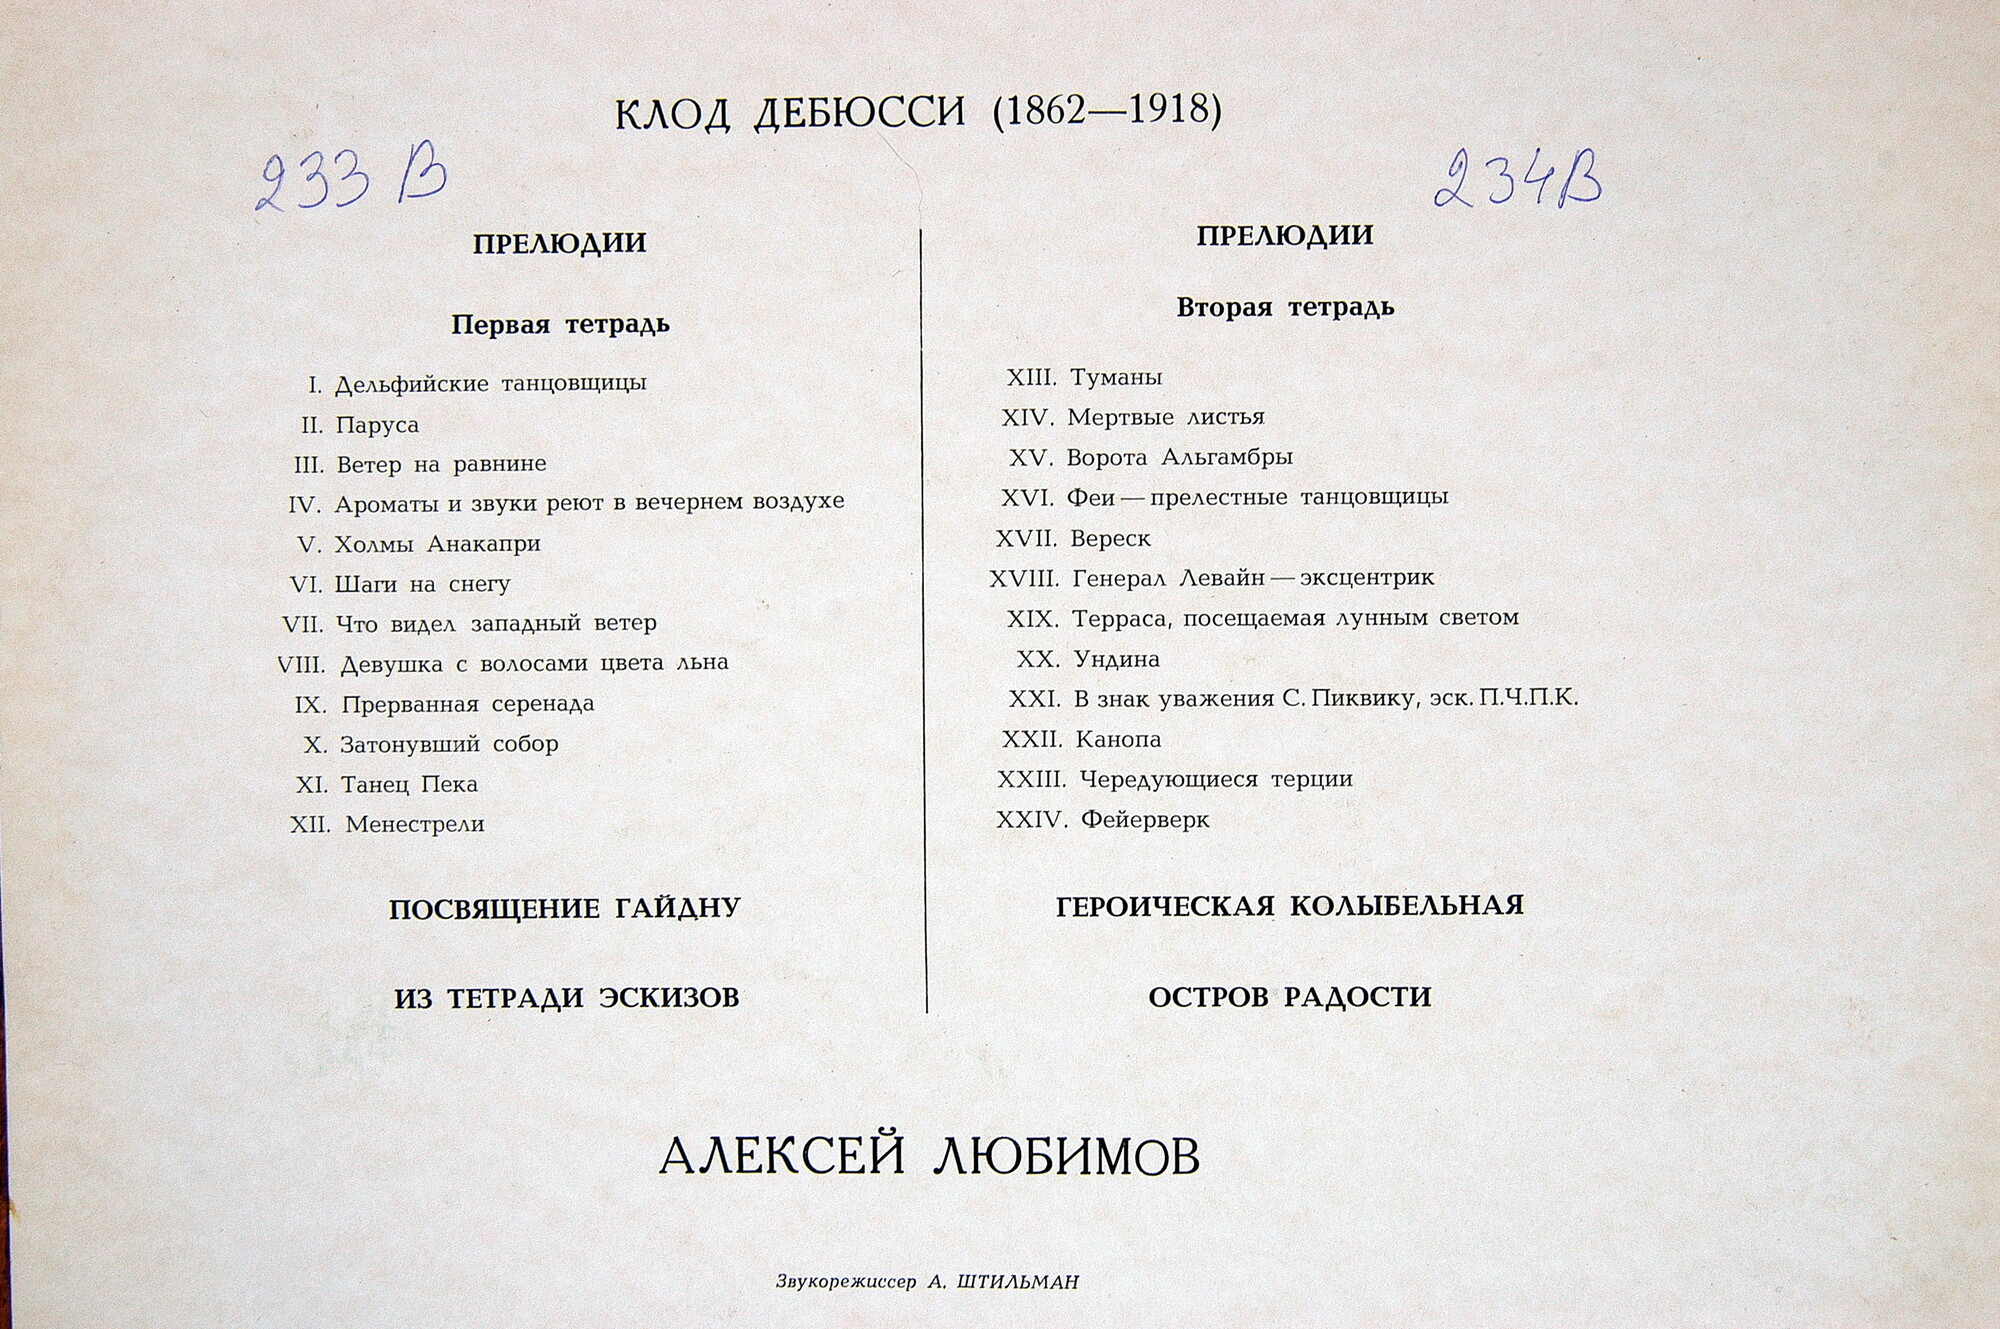 КЛОД ДЕБЮССИ (1862—1918)
233 В
ПРЕЛЮДИИ
Первая тетрадь
I. Дельфийские танцовщицы
II. Паруса
III. Ветер на равнине
IV. Ароматы и звуки реют в вечернем воздухе
V. Холмы Анакапри
VI. Шаги на снегу
VII. Что видел западный ветер
VIII. Девушка с волосами цвета льна
IX. Прерванная серенада
X. Затонувший собор
XI. Танец Пека
XII. Менестрели
ПОСВЯЩЕНИЕ ГАЙДНУ
ИЗ ТЕТРАДИ ЭСКИЗОВ
234В
ПРЕЛЮДИИ
Вторая тетрадь
XIII. Туманы
XIV. Мертвые листья
XV. Ворота Альгамбры
XVI. Феи — прелестные танцовщицы
XVII. Вереск
XVIII. Генерал Левайн — эксцентрик
XIX. Терраса, посещаемая лунным светом
XX. Ундина
XXI. В знак уважения С. Пиквику, эск. П.Ч.П.К.
XXII. Канопа
XXIII. Чередующиеся терции
XXIV. Фейерверк
ГЕРОИЧЕСКАЯ КОЛЫБЕЛЬНАЯ
ОСТРОВ РАДОСТИ
АЛЕКСЕЙ ЛЮБИМОВ
Звукорежиссер А. ШТИЛЬМАН